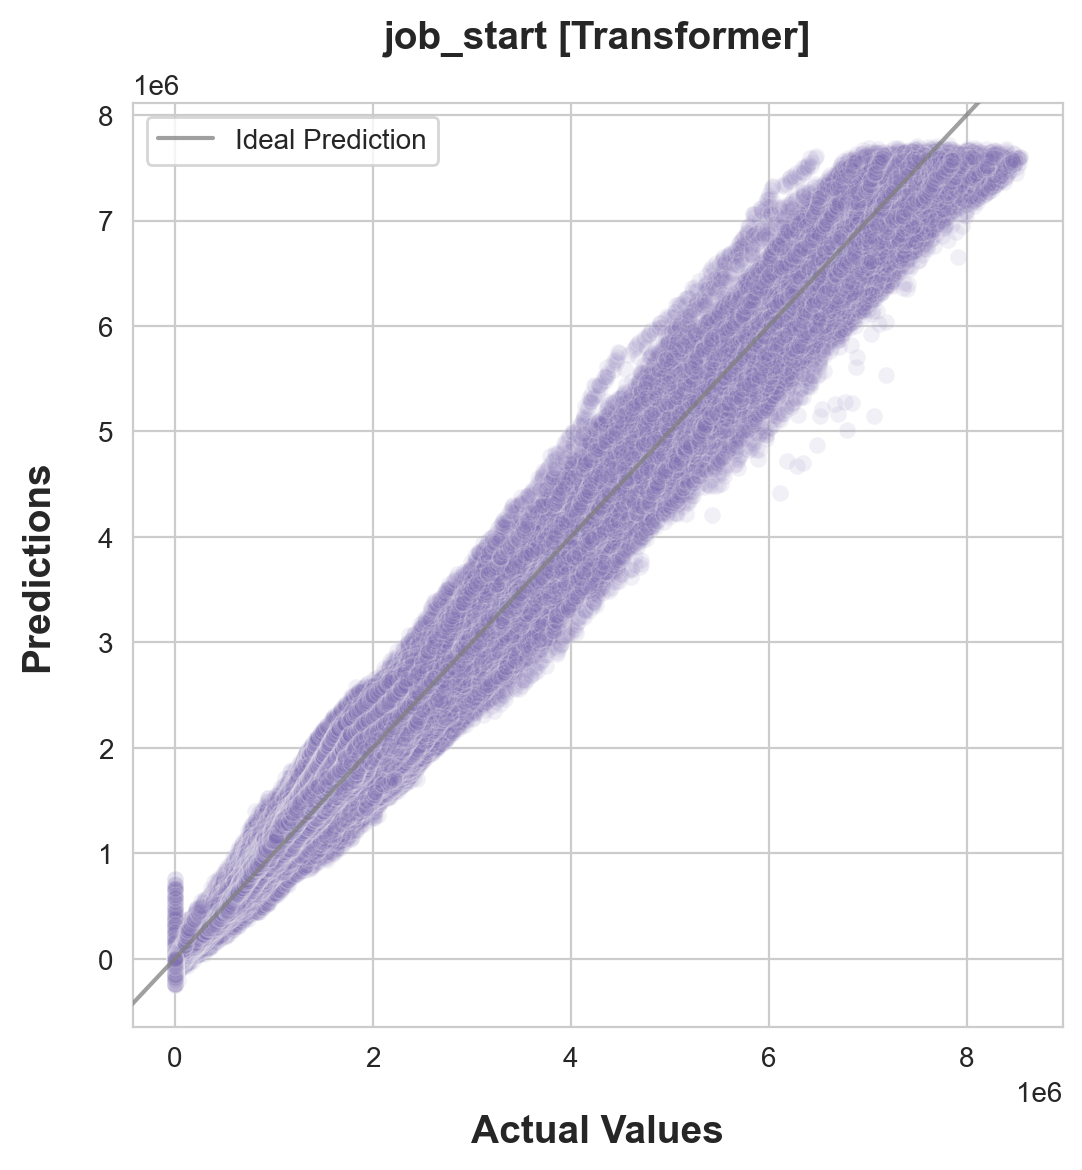 job_start [Transformer]
1e6
Ideal Prediction
8
7
6
5
4
3
2
1
0
Predictions
0 2 4 6 8
1e6
Actual Values